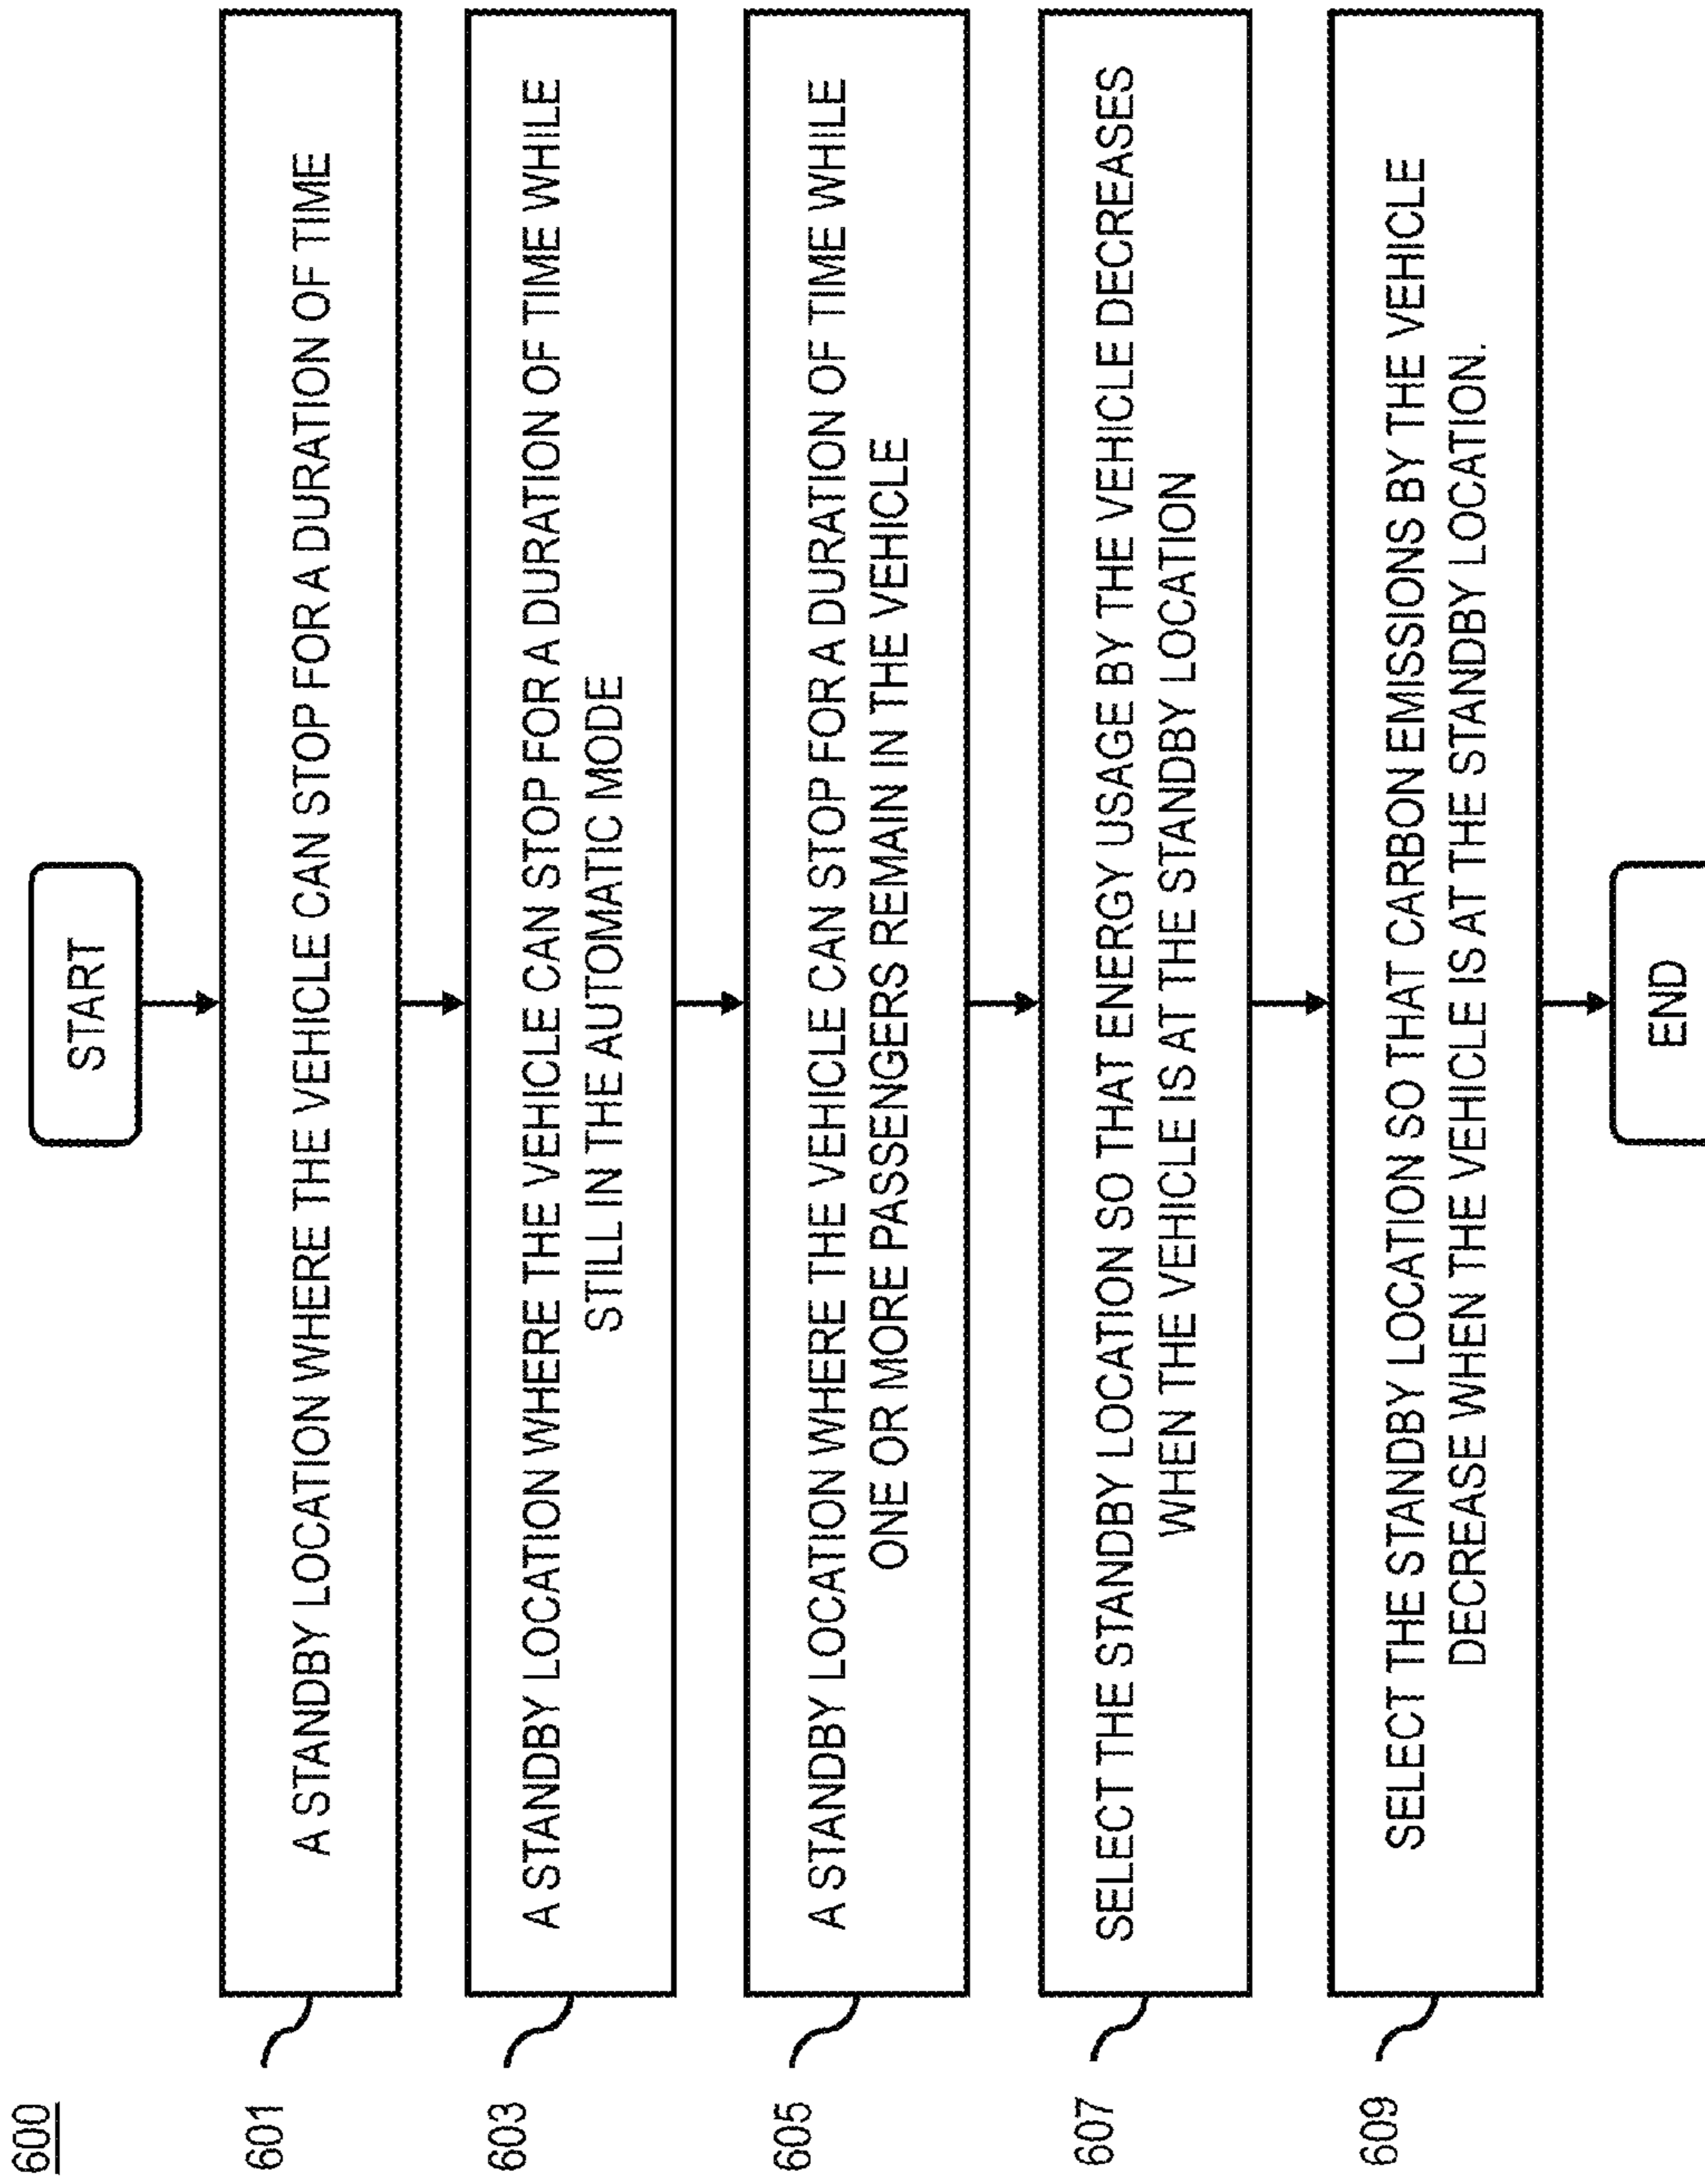 600
START
601
A STANDBY LOCATION WHERE THE VEHICLE CAN STOP FOR A DURATION OF TIME
603
A STANDBY LOCATION WHERE THE VEHICLE CAN STOP FOR A DURATION OF TIME WHILE
STILL IN THE AUTOMATIC MODE
605
A STANDBY LOCATION WHERE THE VEHICLE CAN STOP FOR A DURATION OF TIME WHILE
ONE OR MORE PASSENGERS REMAIN IN THE VEHICLE
607
SELECT THE STANDBY LOCATION SO THAT ENERGY USAGE BY THE VEHICLE DECREASES
WHEN THE VEHICLE IS AT THE STANDBY LOCATION
609
SELECT THE STANDBY LOCATION SO THAT CARBON EMISSIONS BY THE VEHICLE
DECREASE WHEN THE VEHICLE IS AT THE STANDBY LOCATION.
END